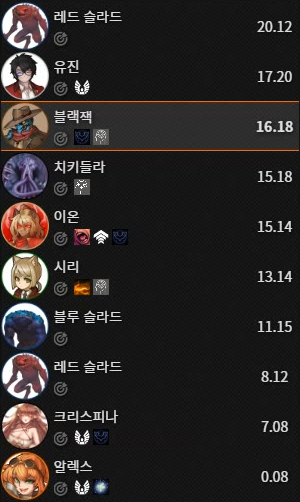 레드 슬라드
20.12
유진
17.20
블랙잭
16.18
치키틀라
15.18
이온
15.14
시리
13.14
블루 슬라드
11.15
레드 슬라드
8.12
크리스피나
7.08
알렉스
0.08